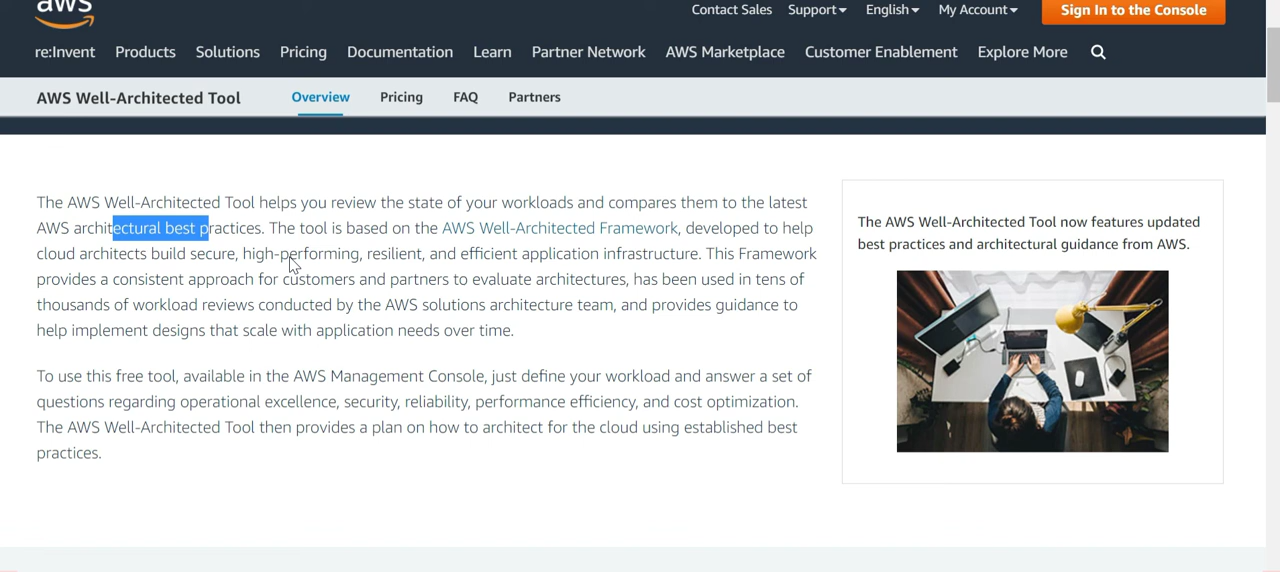 aws
Contact Sales Support English My Account Sign In to the Console
re:Invent Products Solutions Pricing Documentation Learn Partner Network AWS Marketplace Customer Enablement Explore More
AWS Well-Architected Tool Overview Pricing FAQ Partners
The AWS Well-Architected Tool helps you review the state of your workloads and compares them to the latest
AWS architectural best practices. The tool is based on the AWS Well-Architected Framework, developed to help
cloud architects build secure, high-performing, resilient, and efficient application infrastructure. This Framework
provides a consistent approach for customers and partners to evaluate architectures, has been used in tens of
thousands of workload reviews conducted by the AWS solutions architecture team, and provides guidance to
help implement designs that scale with application needs over time.
To use this free tool, available in the AWS Management Console, just define your workload and answer a set of
questions regarding operational excellence, security, reliability, performance efficiency, and cost optimization.
The AWS Well-Architected Tool then provides a plan on how to architect for the cloud using established best
practices.
The AWS Well-Architected Tool now features updated
best practices and architectural guidance from AWS.